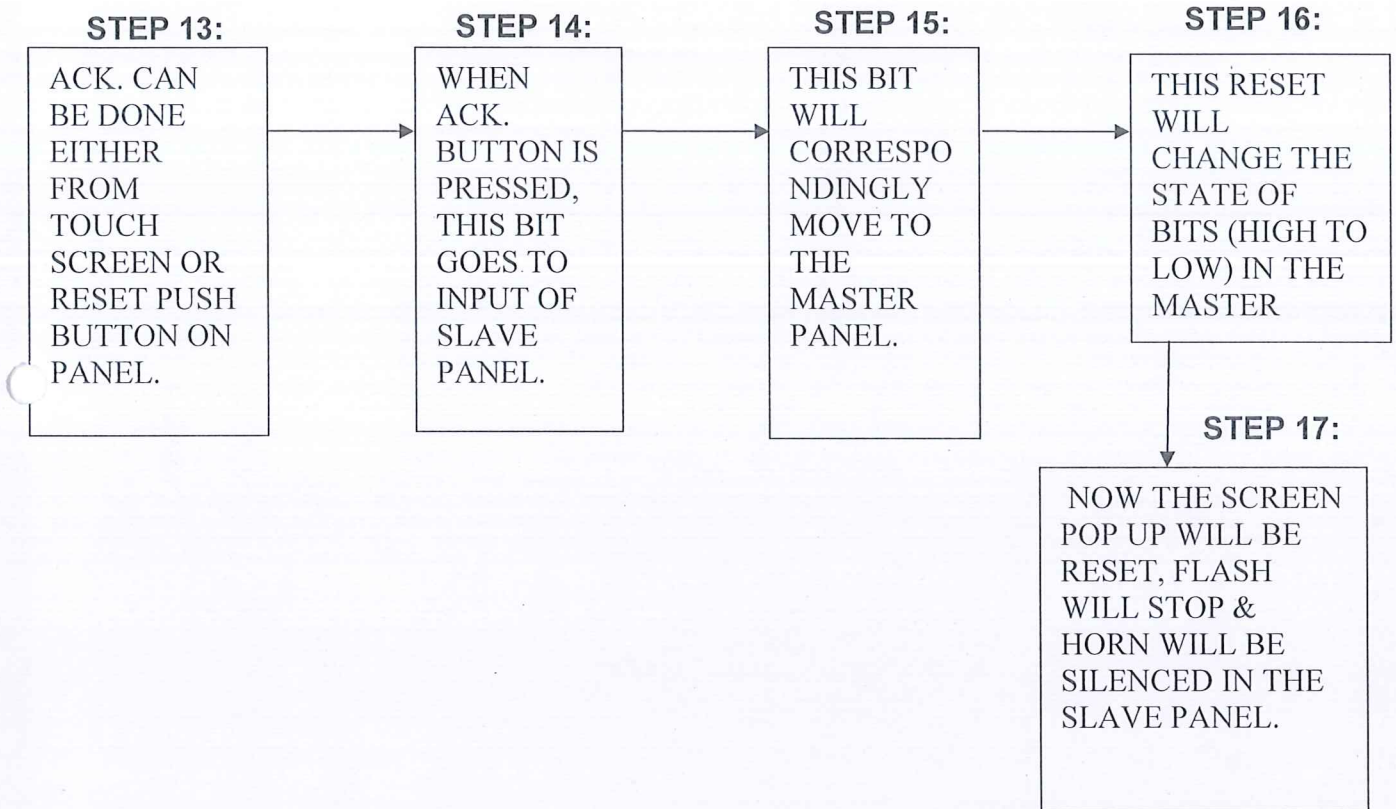 STEP 13:
ACK. CAN
BE DONE
EITHER
FROM
TOUCH
SCREEN OR
RESET PUSH
BUTTON ON
PANEL.
STEP 14:
WHEN
ACK.
BUTTON IS
PRESSED,
THIS BIT
GOES TO
INPUT OF
SLAVE
PANEL.
STEP 15:
THIS BIT
WILL
CORRESPO
NDINGLY
MOVE TO
THE
MASTER
PANEL.
STEP 16:
THIS RESET
WILL
CHANGE THE
STATE OF
BITS (HIGH TO
LOW) IN THE
MASTER
STEP 17:
NOW THE SCREEN
POP UP WILL BE
RESET, FLASH
WILL STOP &
HORN WILL BE
SILENCED IN THE
SLAVE PANEL.